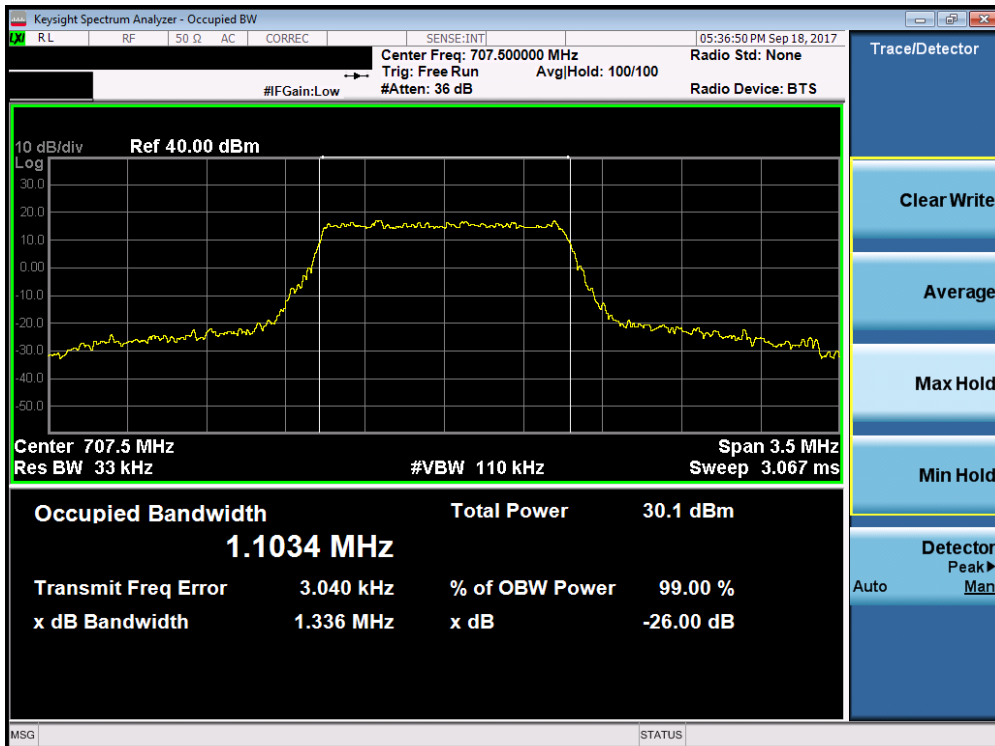 Keysight Spectrum Analyzer - Occupied BW
LXI RL RF 50 Ω AC CORREC SENSE:INT 05:36:50 PM Sep 18, 2017
Center Freq: 707.500000 MHz Radio Std: None
Trig: Free Run Avg|Hold: 100/100
#IFGain:Low #Atten: 36 dB Radio Device: BTS
10 dB/div Ref 40.00 dBm
Log
30.0
20.0
10.0
0.00
-10.0
-20.0
-30.0
-40.0
-50.0
Center 707.5 MHz Span 3.5 MHz
Res BW 33 kHz #VBW 110 kHz Sweep 3.067 ms
Occupied Bandwidth Total Power 30.1 dBm
1.1034 MHz
Transmit Freq Error 3.040 kHz % of OBW Power 99.00 %
x dB Bandwidth 1.336 MHz x dB -26.00 dB
MSG STATUS
Trace/Detector
Clear Write
Average
Max Hold
Min Hold
Detector
Peak▶
Auto Man